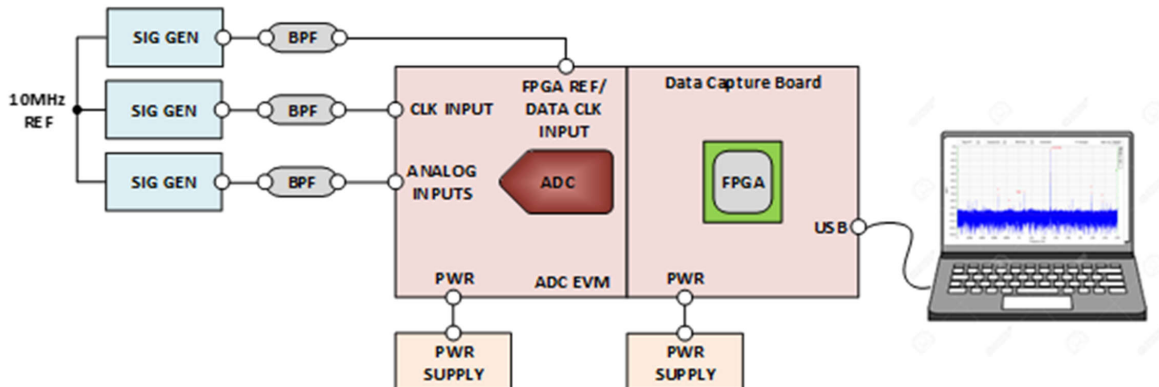 SIG GEN
BPF
10MHz
REF
SIG GEN
BPF
SIG GEN
BPF
CLK INPUT
ANALOG
INPUTS
FPGA REF/
DATA CLK
INPUT
ADC
PWR
ADC EVM
Data Capture Board
FPGA
USB
PWR
PWR
SUPPLY
PWR
SUPPLY